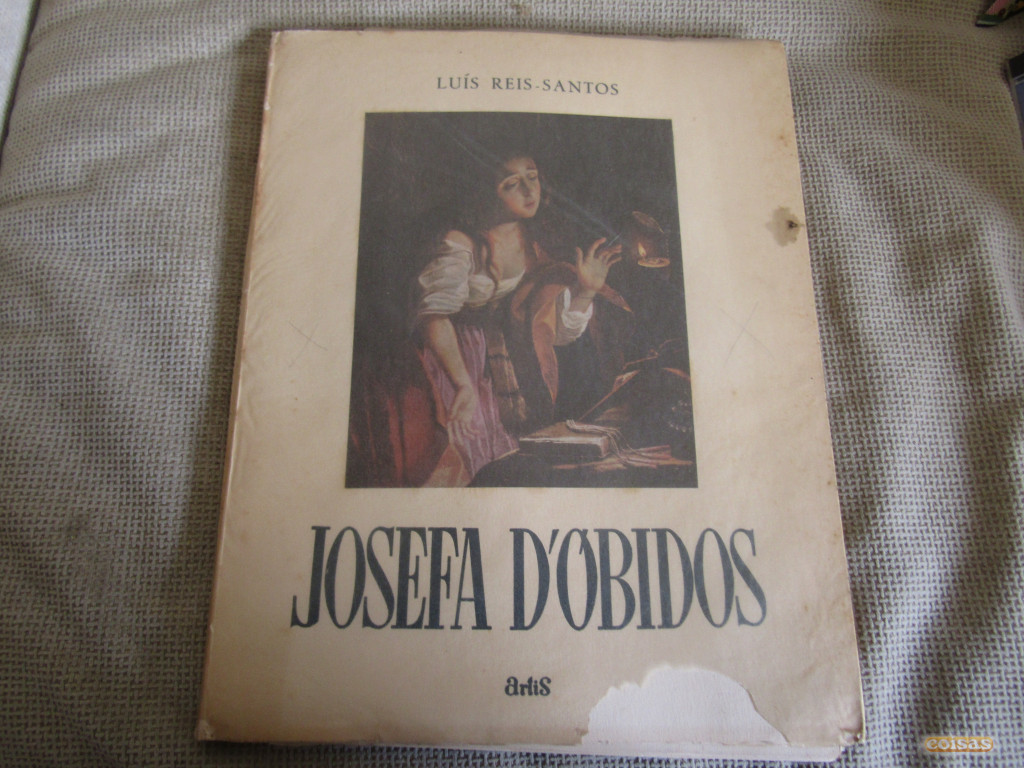 LUÍS REIS-SANTOS
JOSEFA D'ÓBIDOS
artis
coisas